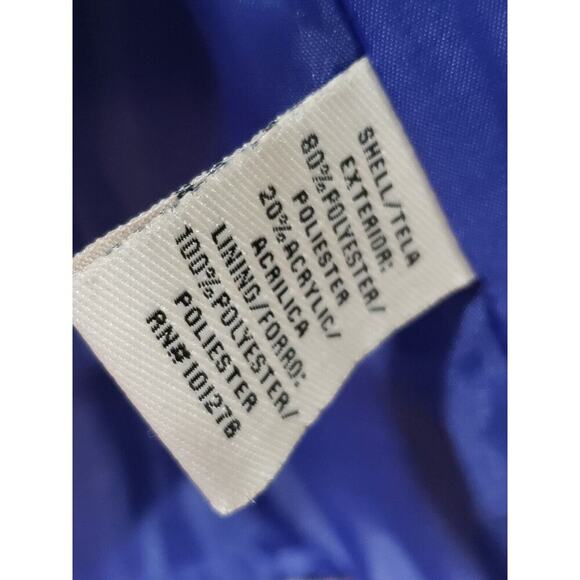 SHELL/TELA
EXTERIOR:
80%POLYESTER/
POLIESTER
20%ACRYLIC/
ACRILICA
LINING/FORRO:
100%POLYESTER/
POLIESTER
RN#101276